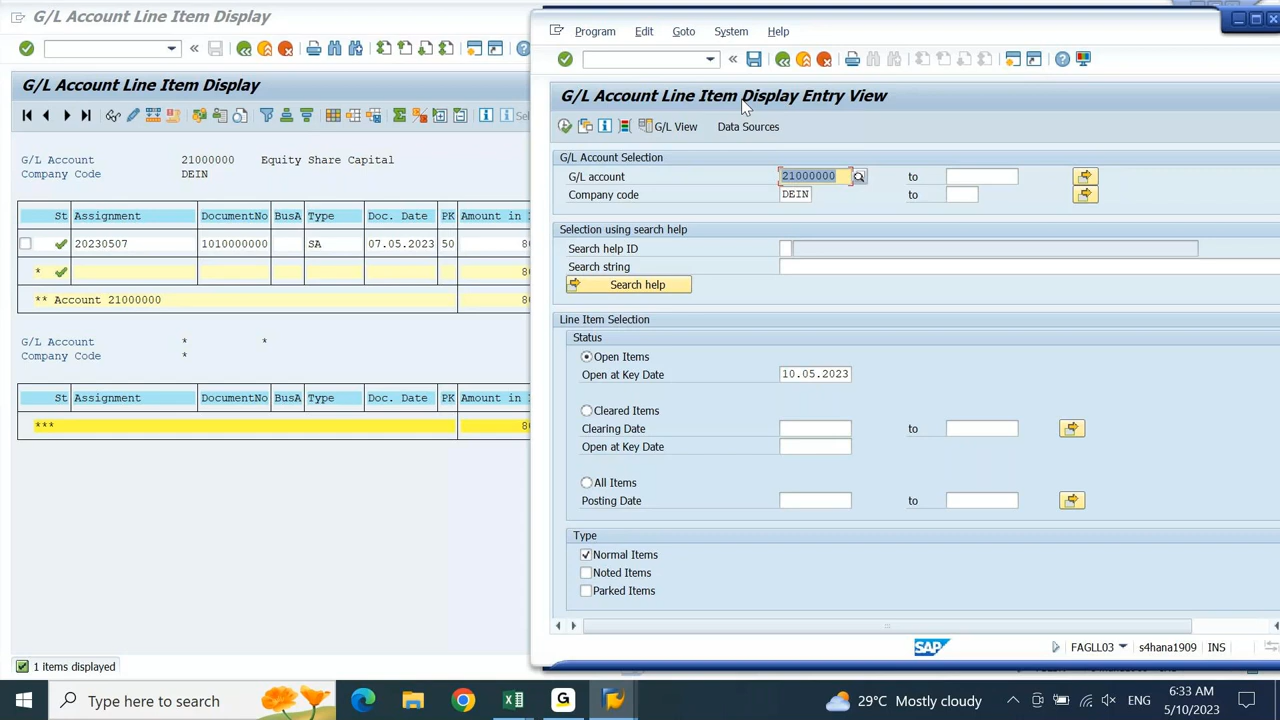 G/L Account Line Item Display
G/L Account Line Item Display
G/L Account 21000000 Equity Share Capital
Company Code DEIN
St Assignment DocumentNo BusA Type Doc. Date PK Amount in
20230507 1010000000 SA 07.05.2023 50
*
** Account 21000000
G/L Account * *
Company Code *
St Assignment DocumentNo BusA Type Doc. Date PK Amount in
***
1 items displayed
Program Edit Goto System Help
G/L Account Line Item Display Entry View
G/L View Data Sources
G/L Account Selection
G/L account 21000000 to
Company code DEIN to
Selection using search help
Search help ID
Search string
Search help
Line Item Selection
Status
Open Items
Open at Key Date 10.05.2023
Cleared Items
Clearing Date to
Open at Key Date
All Items
Posting Date to
Type
Normal Items
Noted Items
Parked Items
SAP FAGLL03 s4hana1909 INS
Type here to search
29°C Mostly cloudy ENG 6:33 AM
5/10/2023